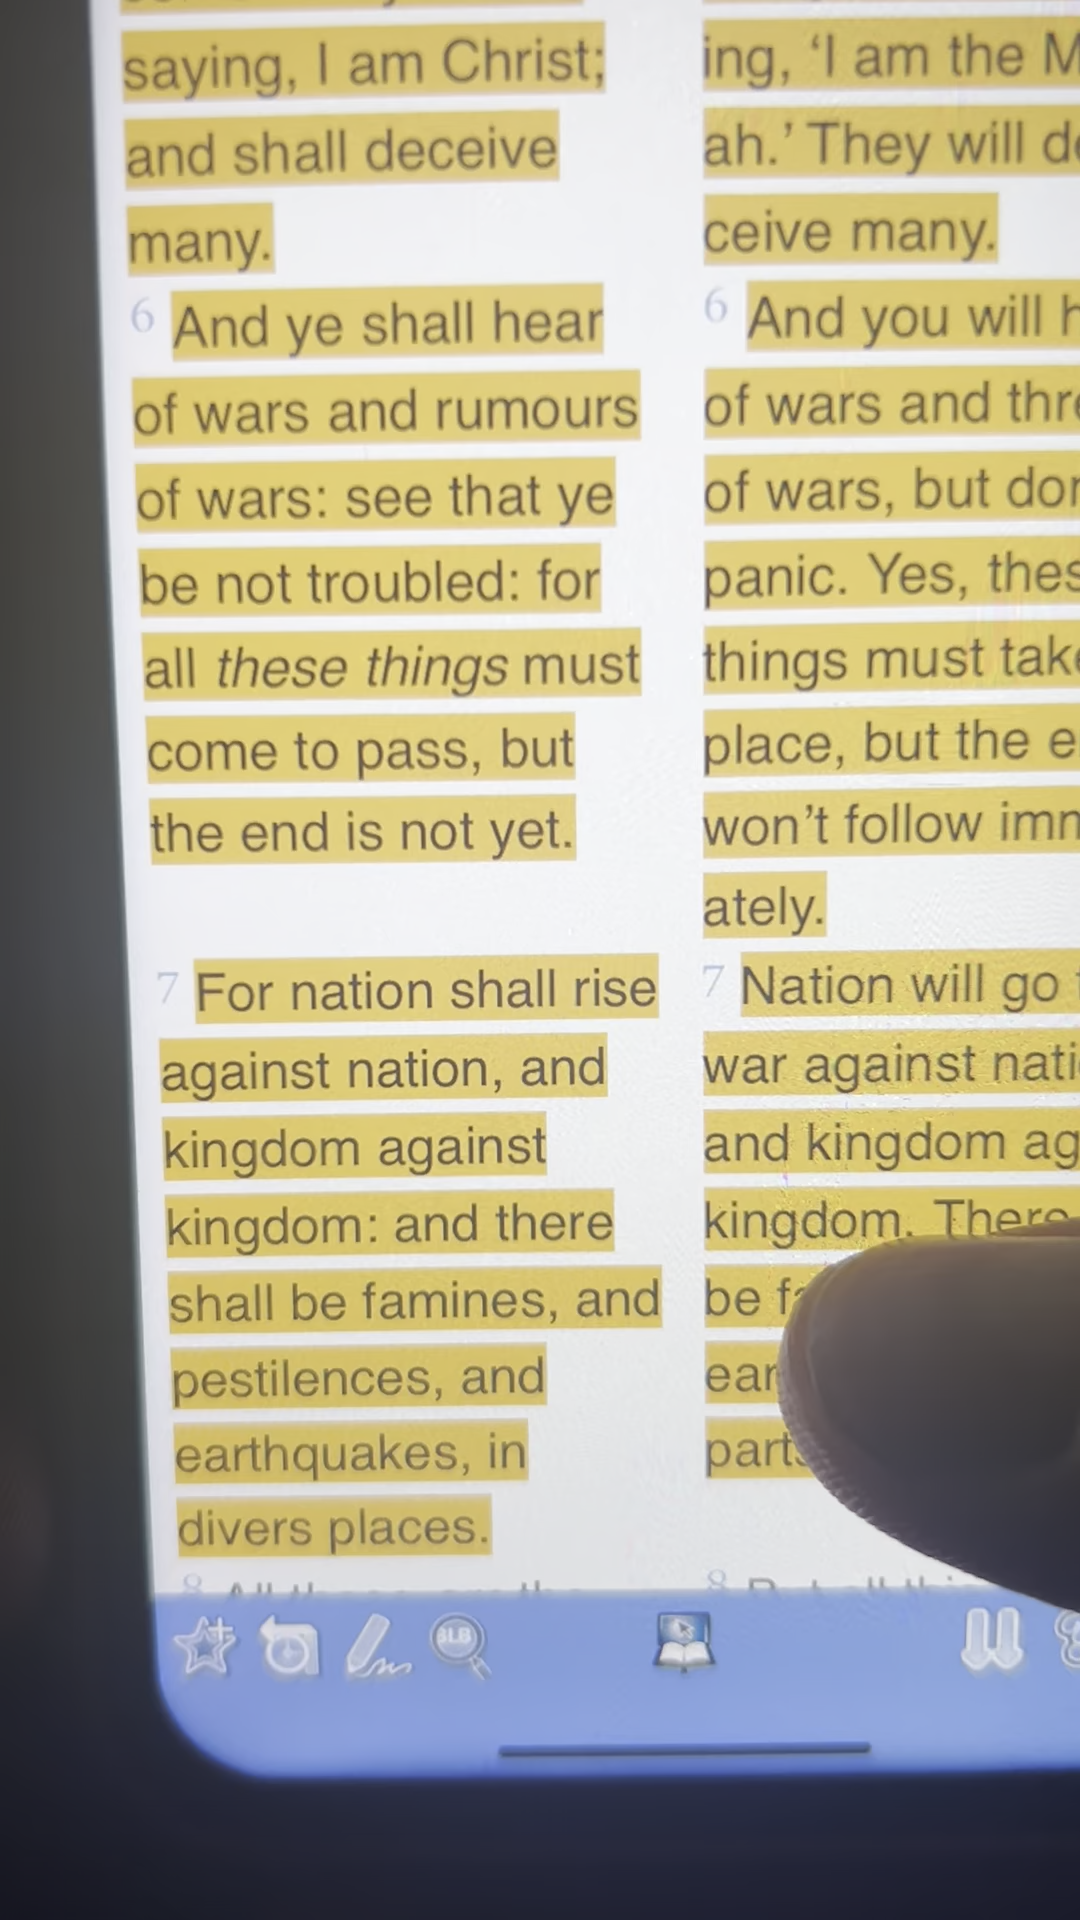 saying, I am Christ;
and shall deceive
many.
6 And ye shall hear
of wars and rumours
of wars: see that ye
be not troubled: for
all these things must
come to pass, but
the end is not yet.
7 For nation shall rise
against nation, and
kingdom against
kingdom: and there
shall be famines, and
pestilences, and
earthquakes, in
divers places.
8
ing, ‘I am the
ah.’ They will
ceive many.
6 And you will
of wars and
of wars, but
panic. Yes,
things must
place, but the
won’t follow
ately.
7 Nation will go
war against
and kingdom
kingdom. There
be
8
BLB